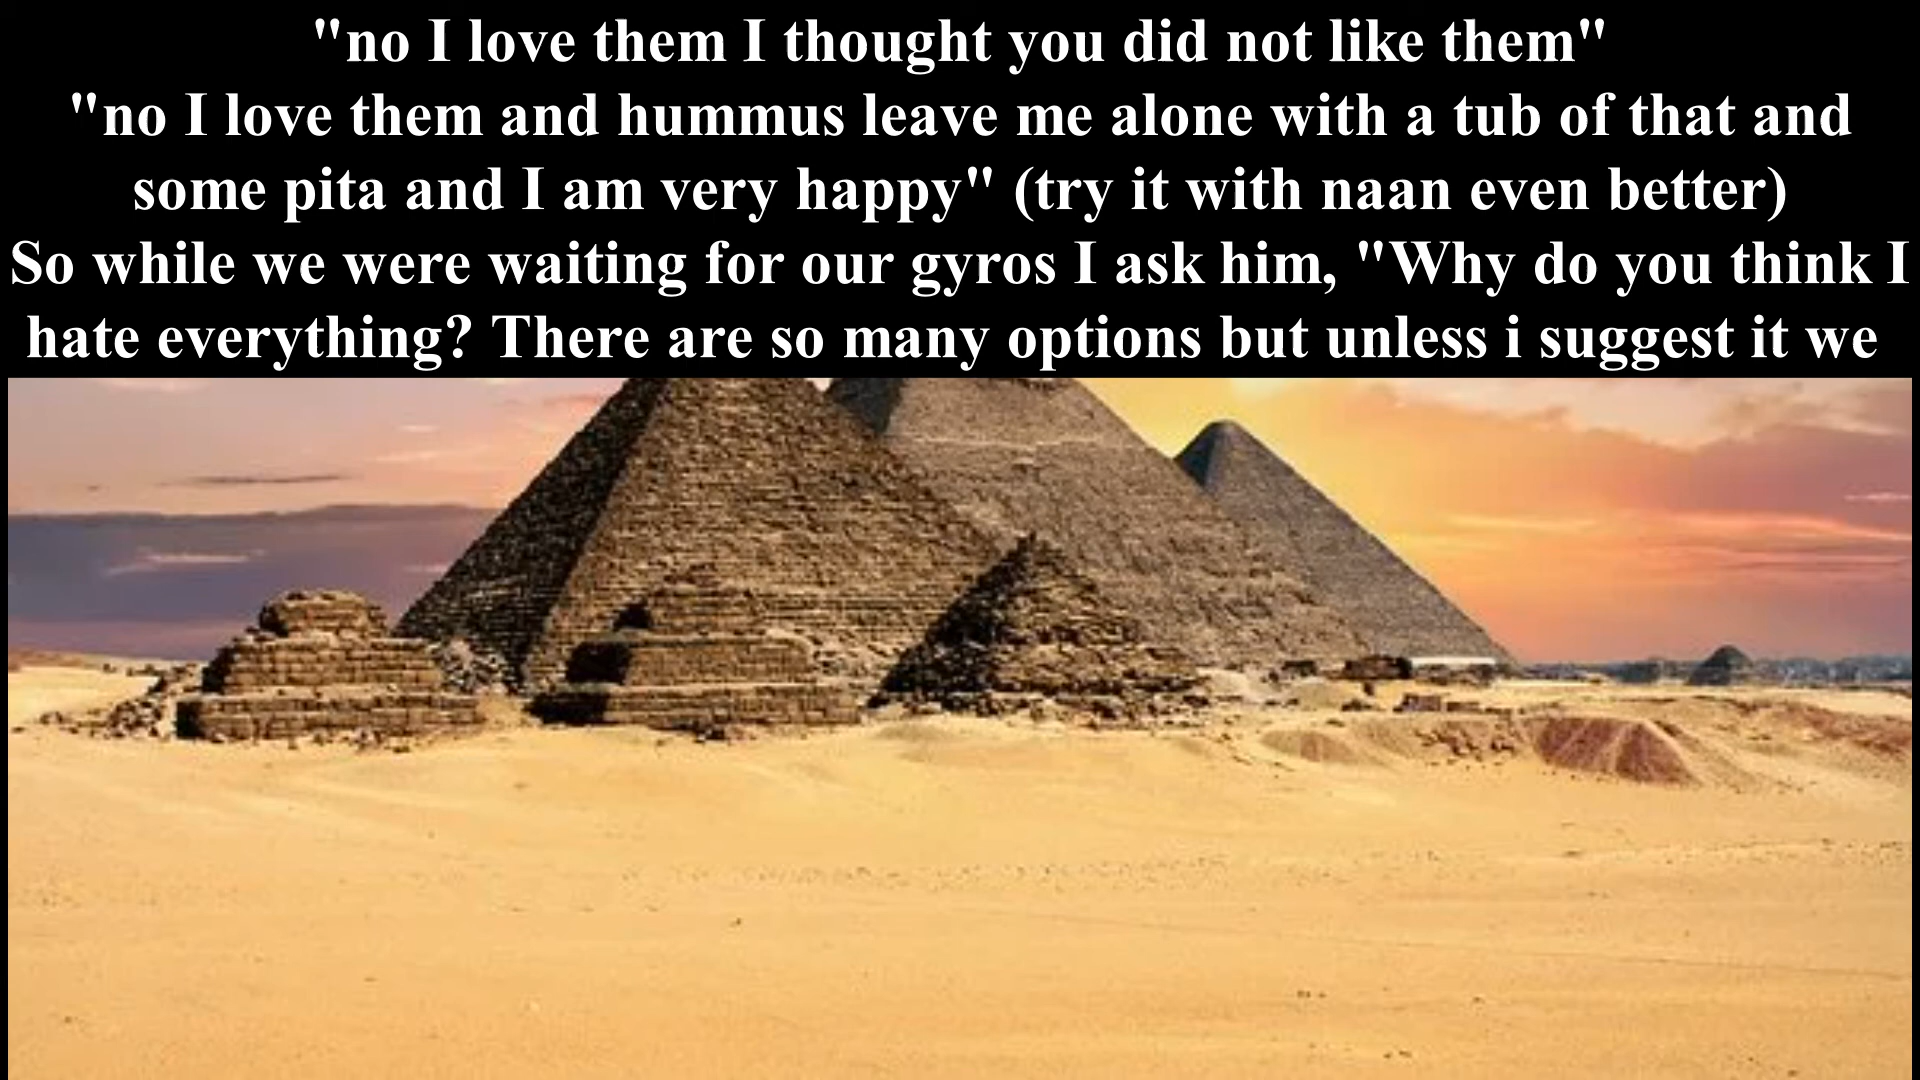 "no I love them I thought you did not like them"
"no I love them and hummus leave me alone with a tub of that and
some pita and I am very happy" (try it with naan even better)
So while we were waiting for our gyros I ask him, "Why do you think I
hate everything? There are so many options but unless i suggest it we